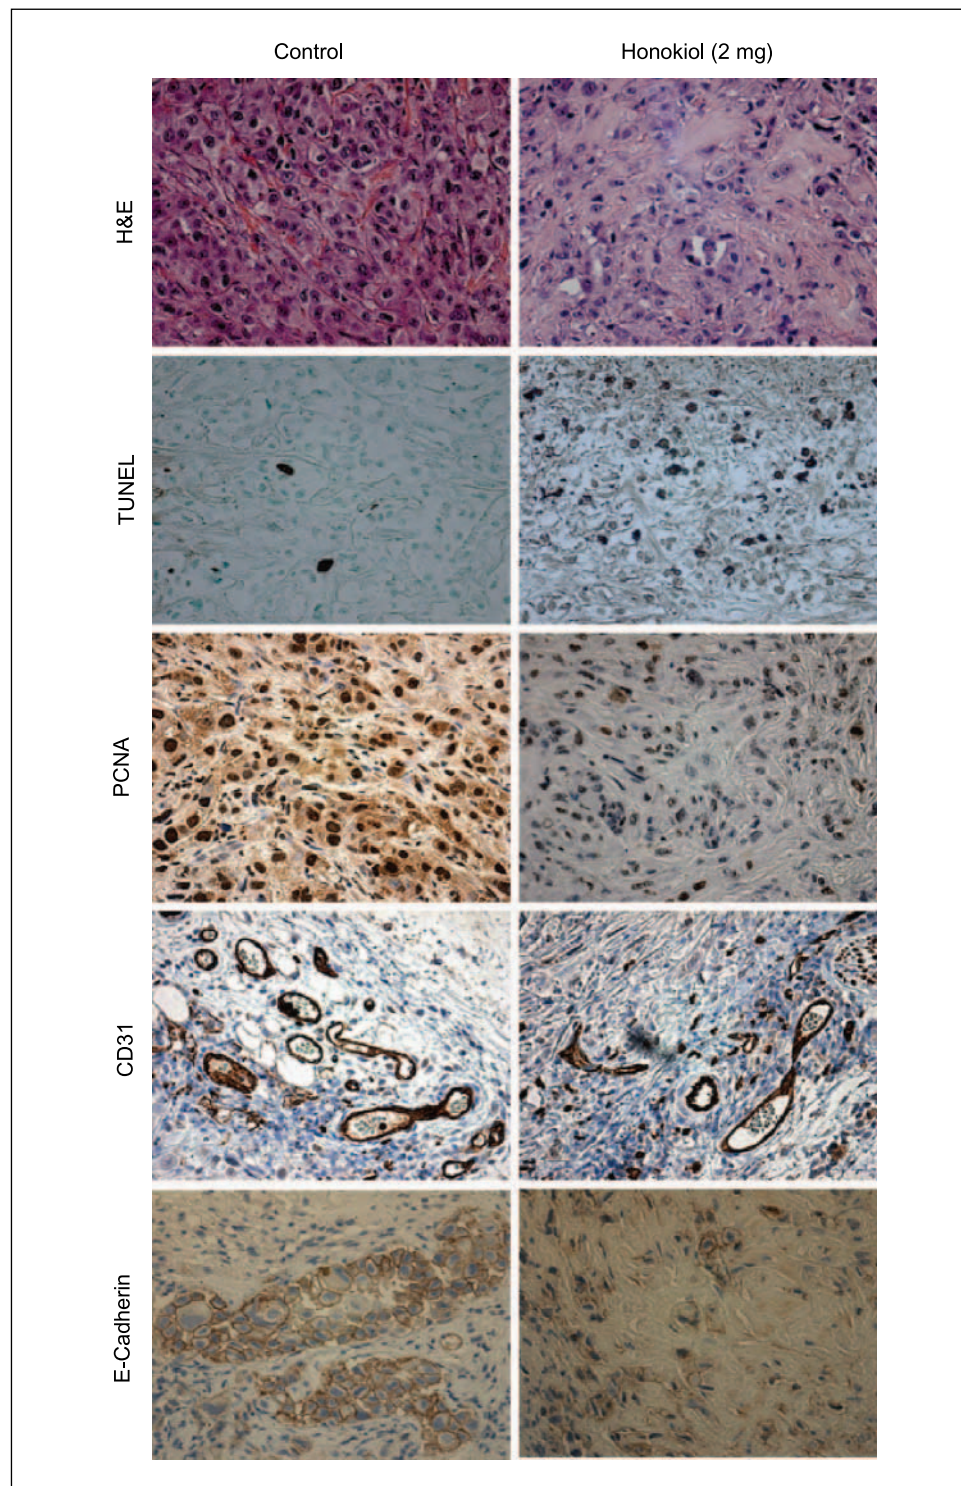 Control
Honokiol (2 mg)
H&E
TUNEL
PCNA
CD31
E-Cadherin